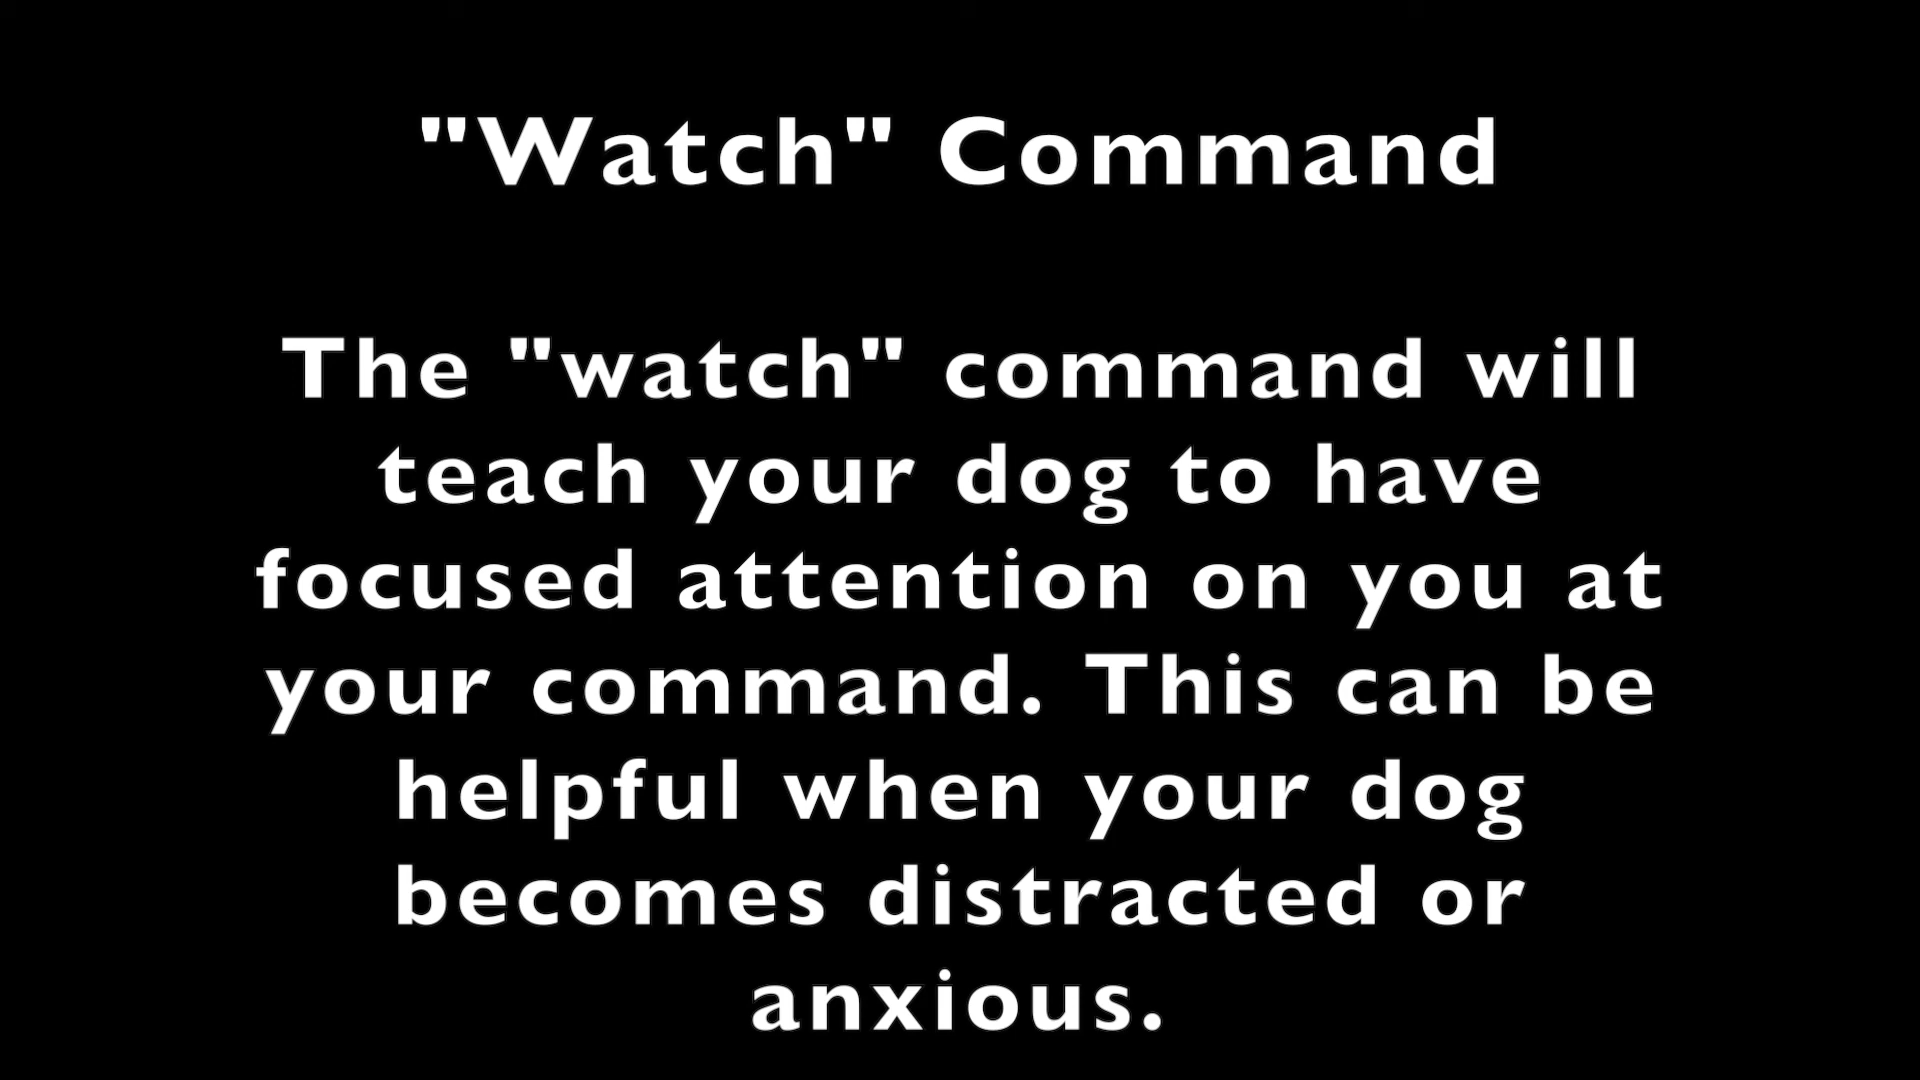 "Watch" Command
The "watch" command will
teach your dog to have
focused attention on you at
your command. This can be
helpful when your dog
becomes distracted or
anxious.